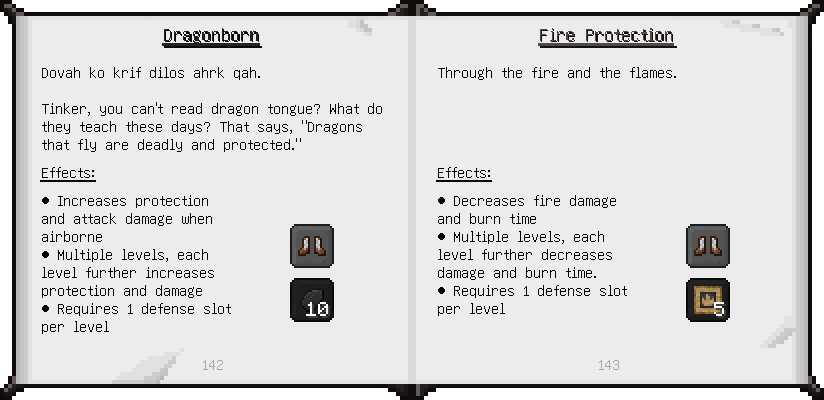 Dragonborn
Dovah ko krif dilos ahrk qah.
Tinker, you can't read dragon tongue? What do
they teach these days? That says, "Dragons
that fly are deadly and protected."
Effects:
• Increases protection
and attack damage when
airborne
• Multiple levels, each
level further increases
protection and damage
• Requires 1 defense slot
per level
10
142
Fire Protection
Through the fire and the flames.
Effects:
• Decreases fire damage
and burn time
• Multiple levels, each
level further decreases
damage and burn time.
• Requires 1 defense slot
per level
5
143